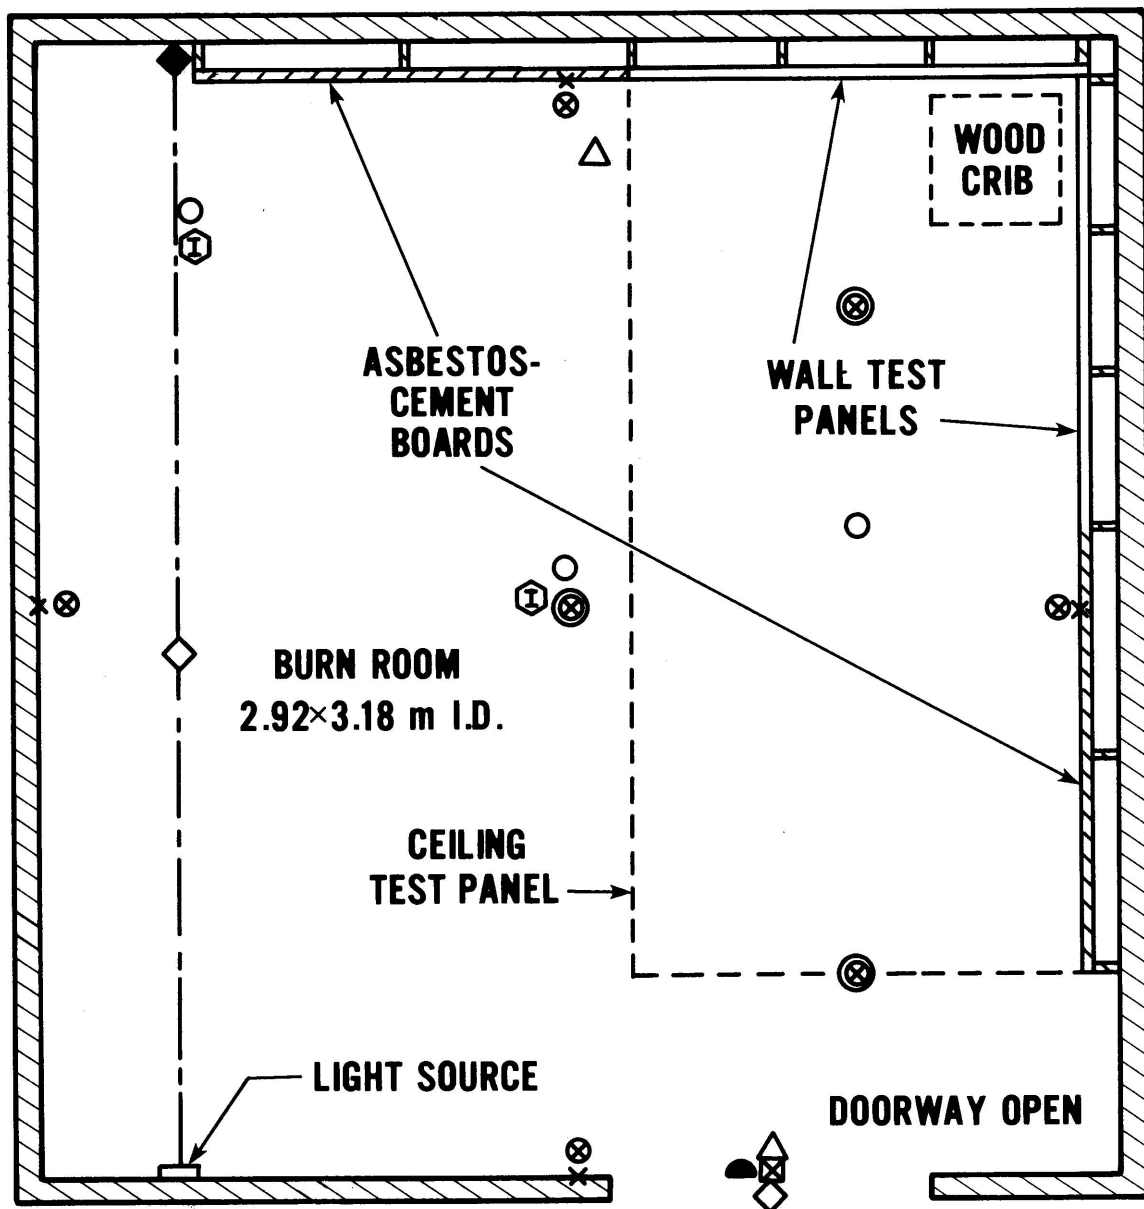 WOOD
CRIB
I
ASBESTOS-
CEMENT
BOARDS
WALL TEST
PANELS
I
BURN ROOM
2.92×3.18 m I.D.
CEILING
TEST PANEL
LIGHT SOURCE
DOORWAY OPEN